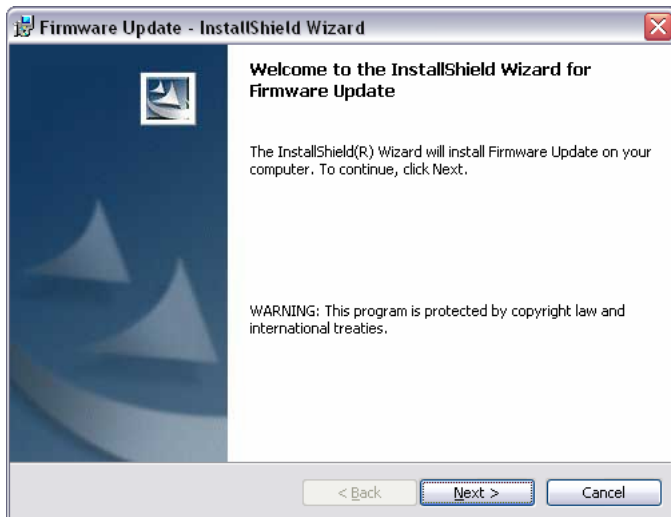 Firmware Update - InstallShield Wizard
Welcome to the InstallShield Wizard for
Firmware Update
The InstallShield(R) Wizard will install Firmware Update on your
computer. To continue, click Next.
WARNING: This program is protected by copyright law and
international treaties.
< Back
Next >
Cancel